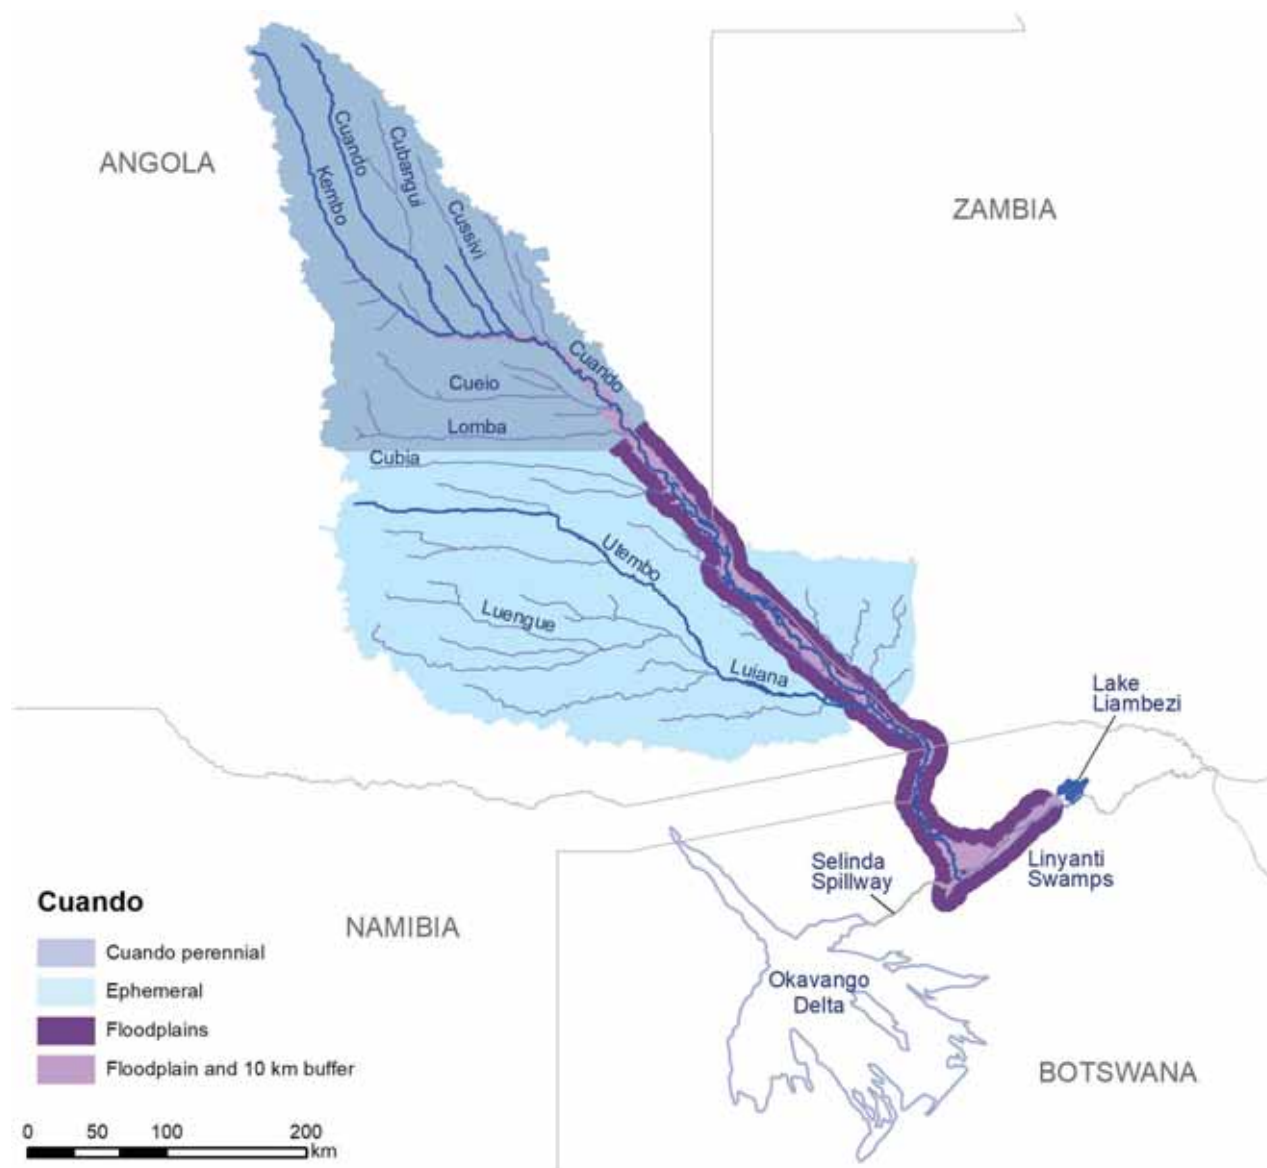 ANGOLA
ZAMBIA
Cuando
Cubangui
Kembo
Cussivi
Cuando
Cueio
Lomba
Cubia
Utembo
Luengue
Luiana
Lake
Liambezi
Selinda
Spillway
Linyanti
Swamps
NAMIBIA
Okavango
Delta
BOTSWANA
Cuando
Cuando perennial
Ephemeral
Floodplains
Floodplain and 10 km buffer
0 50 100 200
km